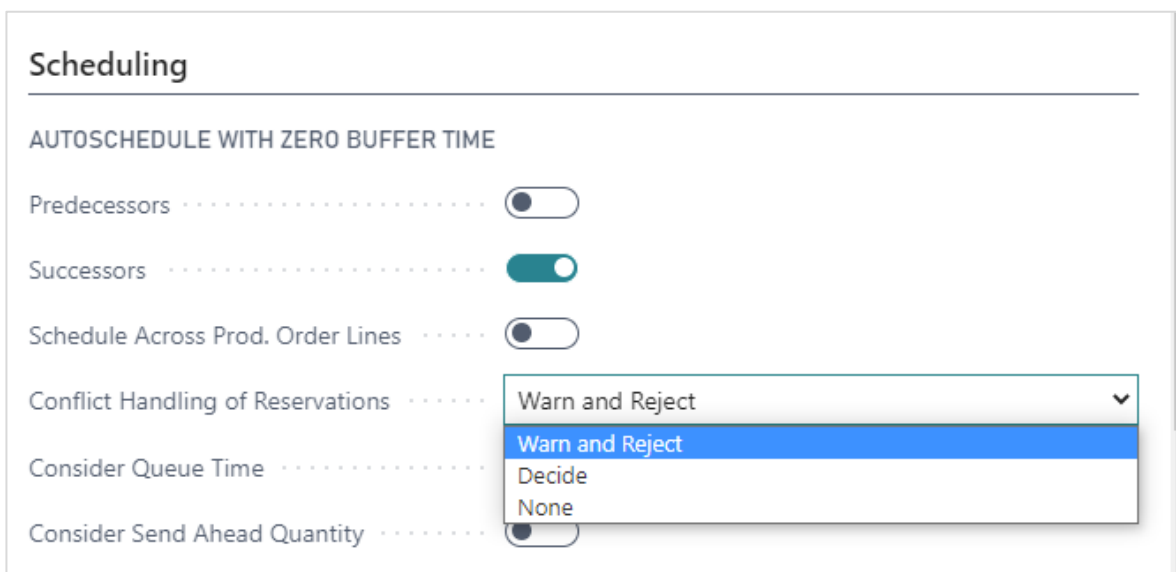 Scheduling
AUTOSCHEDULE WITH ZERO BUFFER TIME
Predecessors
Successors
Schedule Across Prod. Order Lines
Conflict Handling of Reservations Warn and Reject
Warn and Reject
Consider Queue Time
Decide
None
Consider Send Ahead Quantity